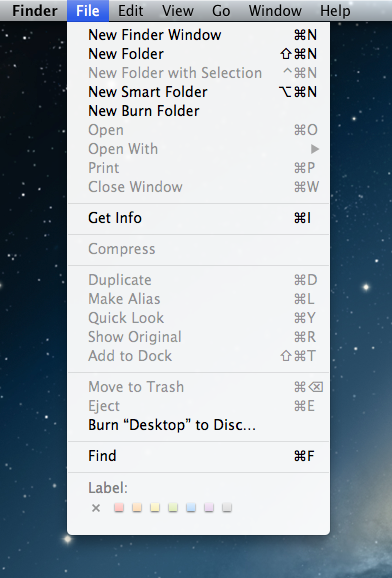 Finder File Edit View Go Window Help
New Finder Window ⌘N
New Folder ⇧⌘N
New Folder with Selection ^⌘N
New Smart Folder ⌥⌘N
New Burn Folder
Open ⌘O
Open With ▶
Print ⌘P
Close Window ⌘W
Get Info ⌘I
Compress
Duplicate ⌘D
Make Alias ⌘L
Quick Look ⌘Y
Show Original ⌘R
Add to Dock ⇧⌘T
Move to Trash ⌘⌫
Eject ⌘E
Burn “Desktop” to Disc…
Find ⌘F
Label:
×